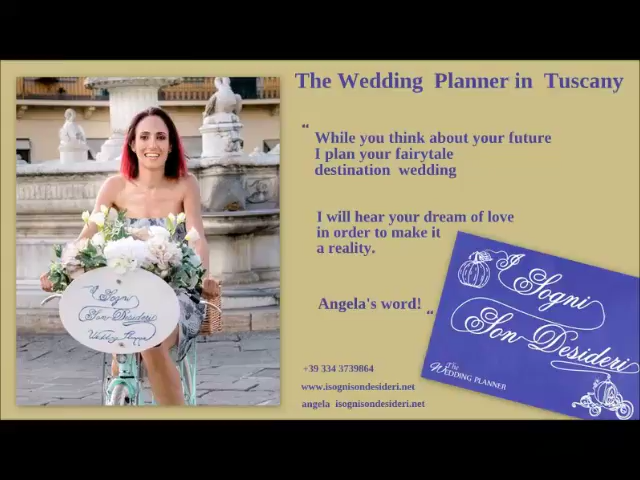 The Wedding Planner in Tuscany
“
While you think about your future
I plan your fairytale
destination wedding
I will hear your dream of love
in order to make it
a reality.
Angela's word! “
+39 334 3739864
www.isognisondesideri.net
angela isognisondesideri.net
I Sogni
Son Desideri
The
WEDDING PLANNER
I Sogni
Son Desideri
Wedding Planner